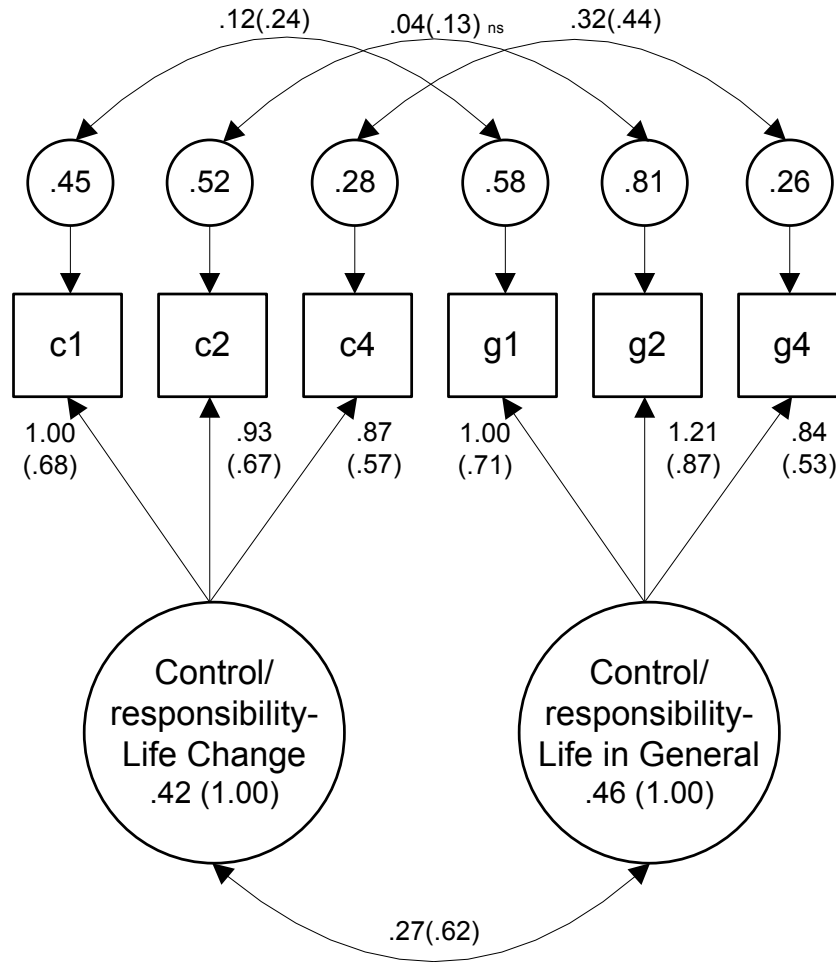 .12(.24)
.04(.13) ns
.32(.44)
.45
.52
.28
.58
.81
.26
c1
c2
c4
g1
g2
g4
1.00
(.68)
.93
(.67)
.87
(.57)
1.00
(.71)
1.21
(.87)
.84
(.53)
Control/
responsibility-
Life Change
.42 (1.00)
Control/
responsibility-
Life in General
.46 (1.00)
.27(.62)